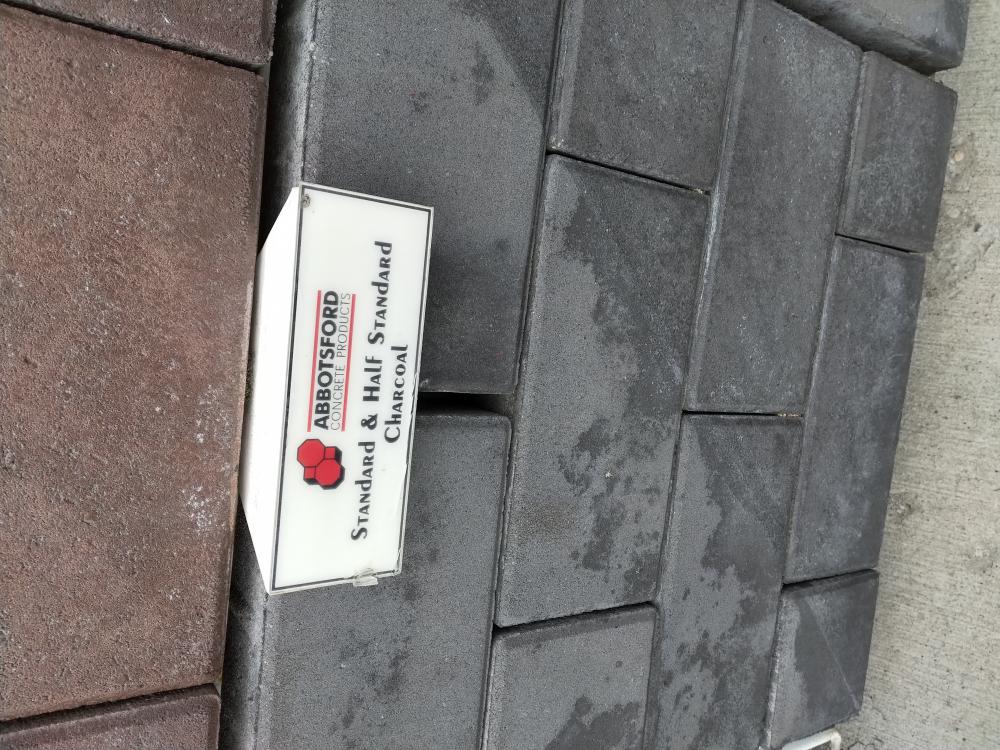 ABBOTSFORD
CONCRETE PRODUCTS
Standard & Half Standard
Charcoal